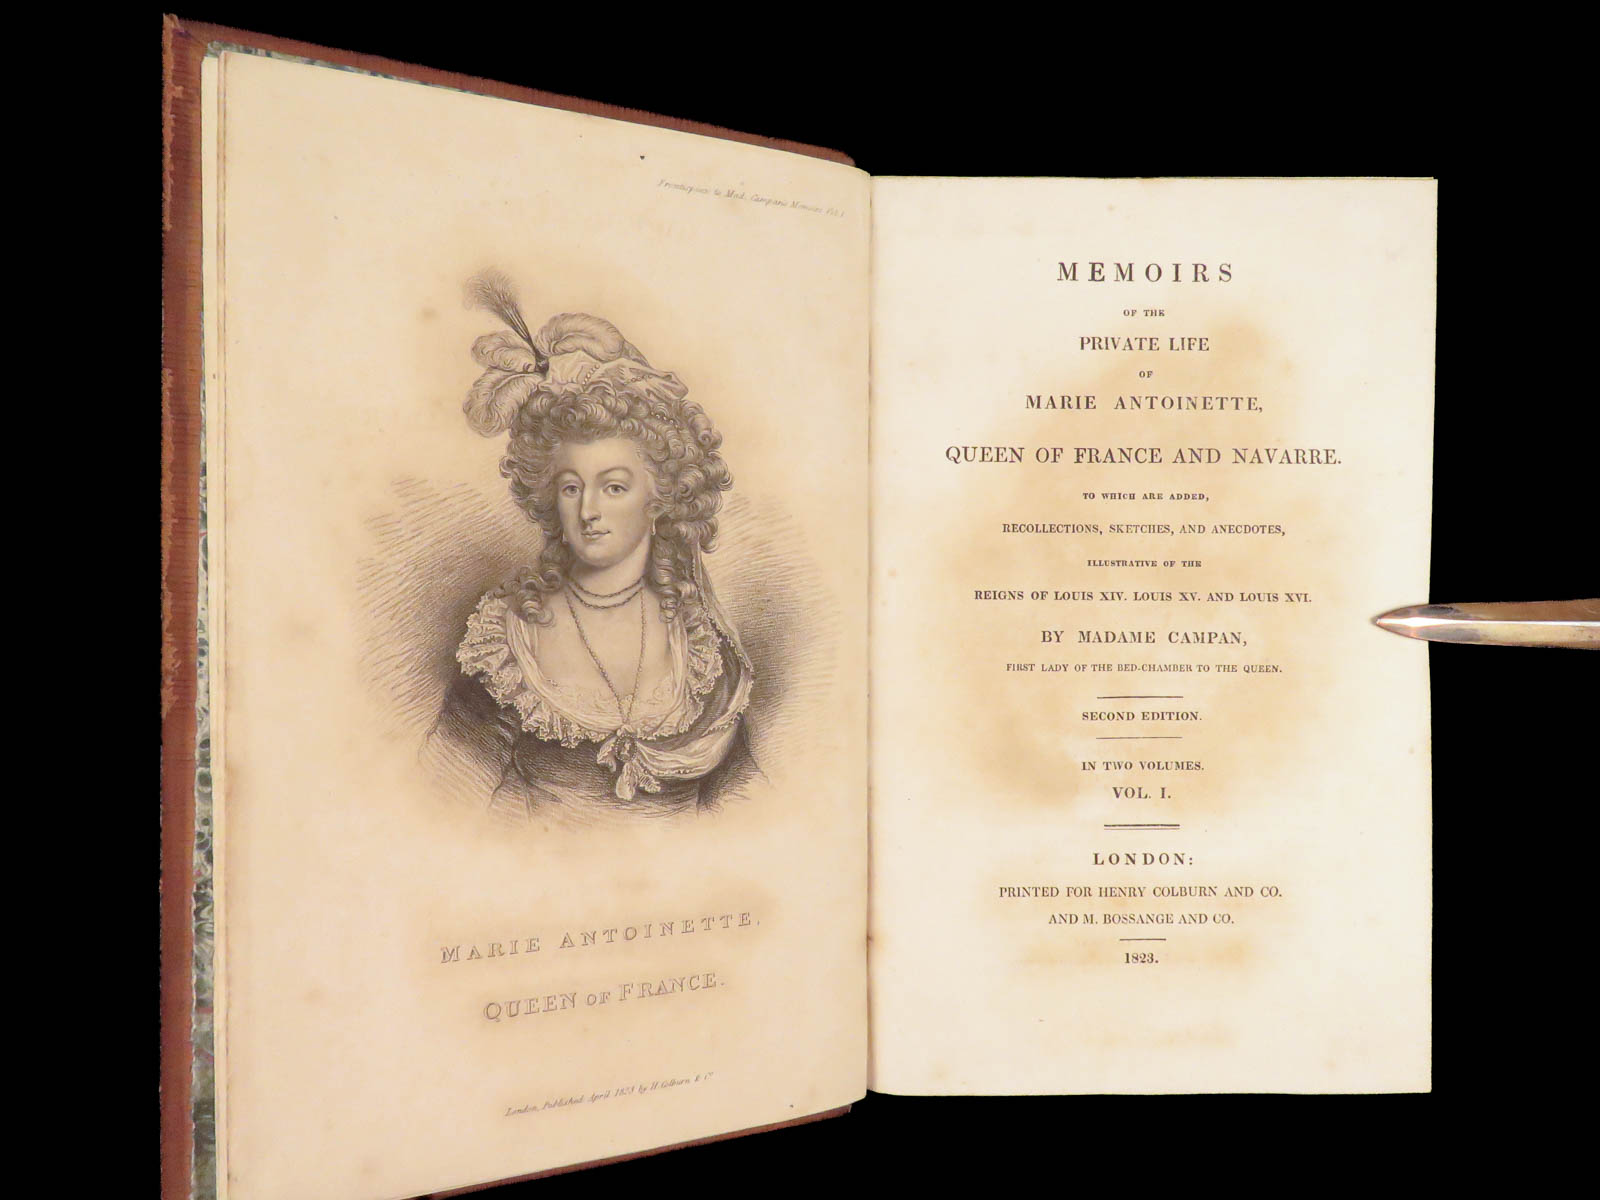 Frontispiece to Mad. Campan's Memoirs Vol. 1
MARIE ANTOINETTE,
QUEEN OF FRANCE.
London, Published April 1823 by H. Colburn & Co.
MEMOIRS
OF THE
PRIVATE LIFE
OF
MARIE ANTOINETTE,
QUEEN OF FRANCE AND NAVARRE.
TO WHICH ARE ADDED,
RECOLLECTIONS, SKETCHES, AND ANECDOTES,
ILLUSTRATIVE OF THE
REIGNS OF LOUIS XIV. LOUIS XV. AND LOUIS XVI.
BY MADAME CAMPAN,
FIRST LADY OF THE BED-CHAMBER TO THE QUEEN.
SECOND EDITION.
IN TWO VOLUMES.
VOL. I.
LONDON:
PRINTED FOR HENRY COLBURN AND CO.
AND M. BOSSANGE AND CO.
1823.